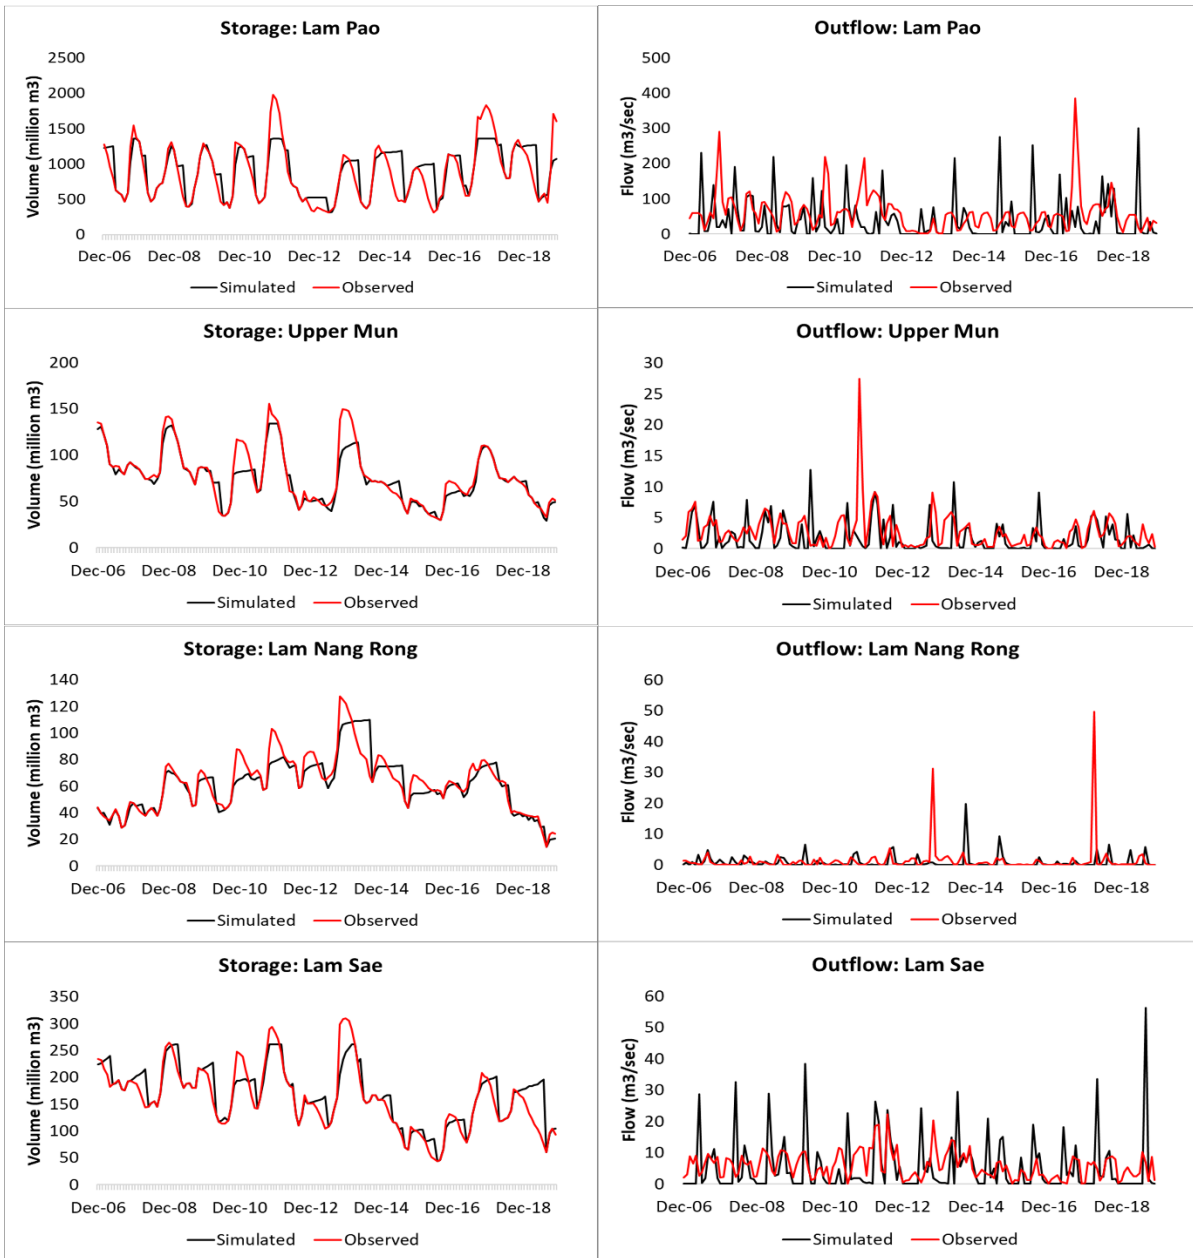 Storage: Lam Pao
Volume (million m3)
2500
2000
1500
1000
500
0
Dec-06 Dec-08 Dec-10 Dec-12 Dec-14 Dec-16 Dec-18
Simulated Observed
Outflow: Lam Pao
Flow (m3/sec)
500
400
300
200
100
0
Dec-06 Dec-08 Dec-10 Dec-12 Dec-14 Dec-16 Dec-18
Simulated Observed
Storage: Upper Mun
Volume (million m3)
200
150
100
50
0
Dec-06 Dec-08 Dec-10 Dec-12 Dec-14 Dec-16 Dec-18
Simulated Observed
Outflow: Upper Mun
Flow (m3/sec)
30
25
20
15
10
5
0
Dec-06 Dec-08 Dec-10 Dec-12 Dec-14 Dec-16 Dec-18
Simulated Observed
Storage: Lam Nang Rong
Volume (million m3)
140
120
100
80
60
40
20
0
Dec-06 Dec-08 Dec-10 Dec-12 Dec-14 Dec-16 Dec-18
Simulated Observed
Outflow: Lam Nang Rong
Flow (m3/sec)
60
50
40
30
20
10
0
Dec-06 Dec-08 Dec-10 Dec-12 Dec-14 Dec-16 Dec-18
Simulated Observed
Storage: Lam Sae
Volume (million m3)
350
300
250
200
150
100
50
0
Dec-06 Dec-08 Dec-10 Dec-12 Dec-14 Dec-16 Dec-18
Simulated Observed
Outflow: Lam Sae
Flow (m3/sec)
60
50
40
30
20
10
0
Dec-06 Dec-08 Dec-10 Dec-12 Dec-14 Dec-16 Dec-18
Simulated Observed